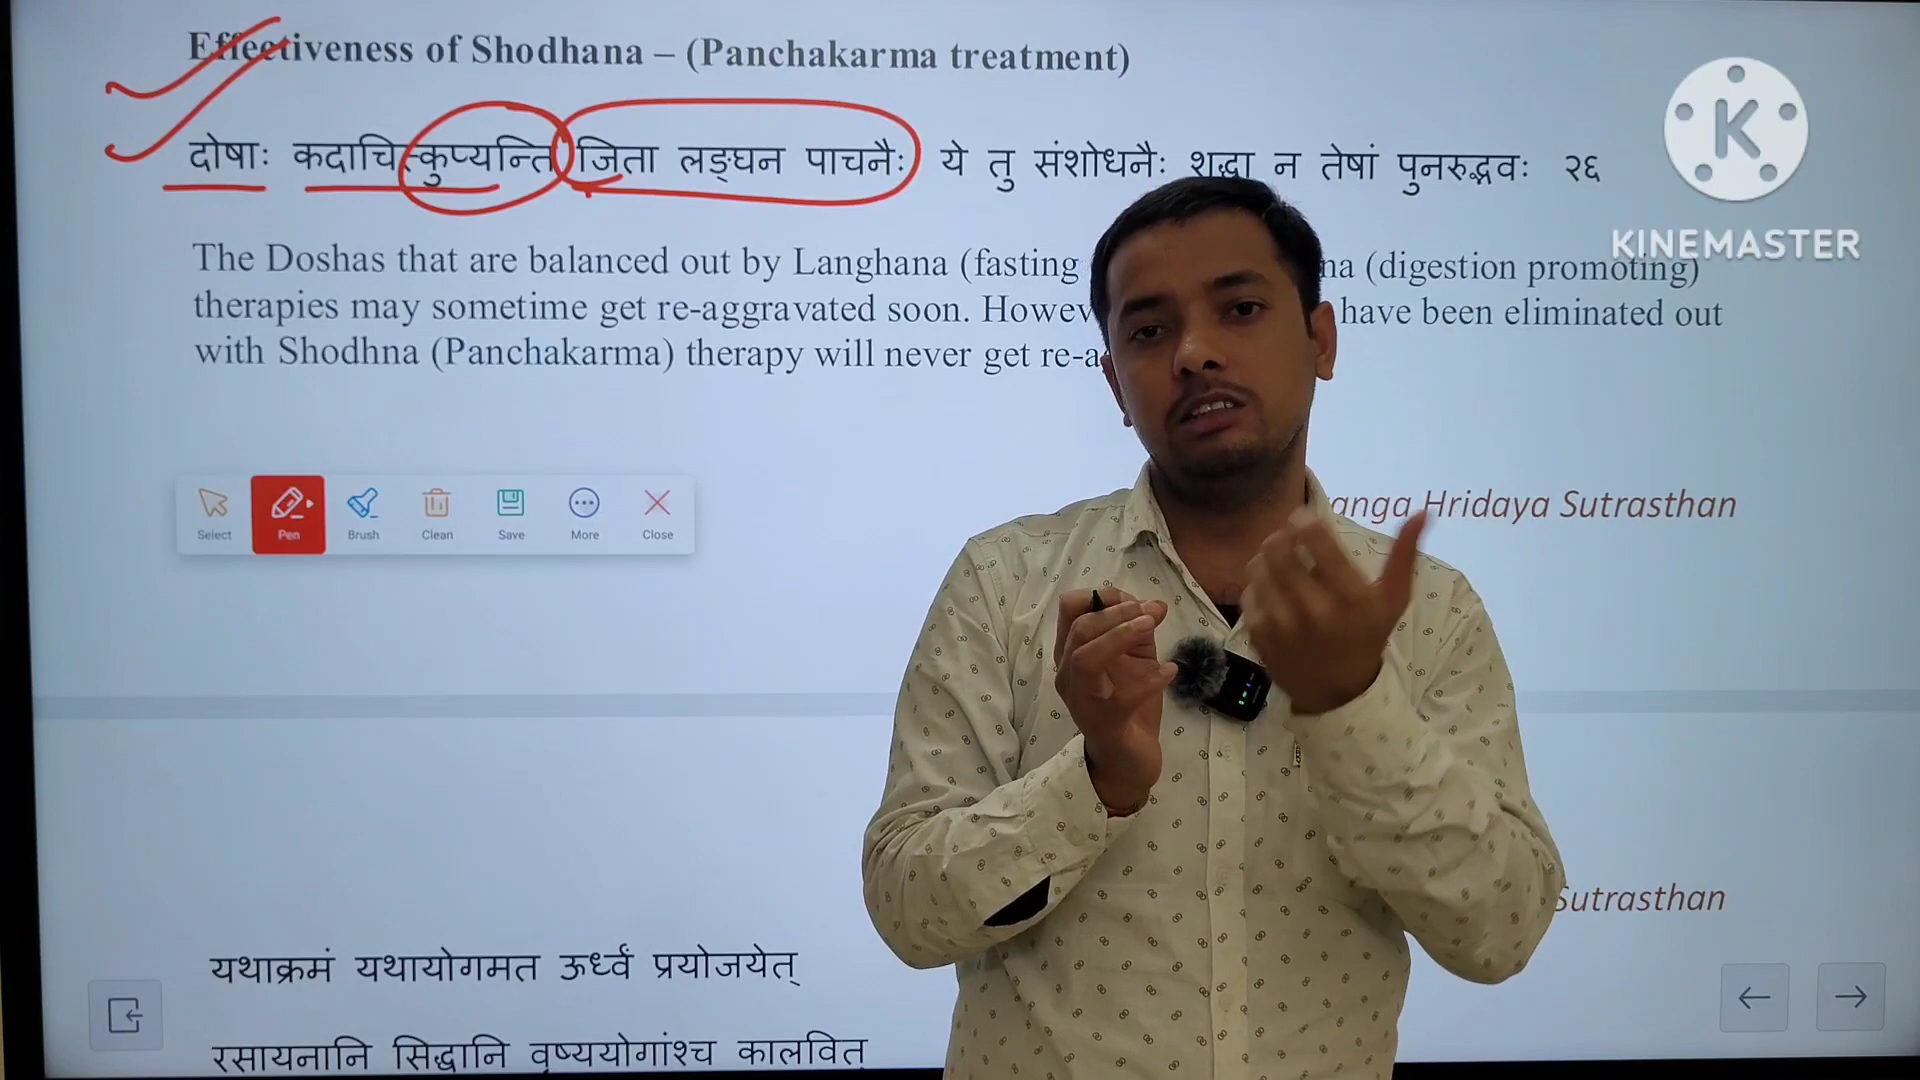 Effectiveness of Shodhana – (Panchakarma treatment)
दोषाः कदाचित्कुप्यन्ति जिता लङ्घन पाचनैः ये तु संशोधनैः शुद्धा न तेषां पुनरुद्भवः २६
The Doshas that are balanced out by Langhana (fasting na (digestion promoting)
therapies may sometime get re-aggravated soon. Howev have been eliminated out
with Shodhna (Panchakarma) therapy will never get re-a
anga Hridaya Sutrasthan
Select Pen Brush Clean Save More Close
Sutrasthan
यथाक्रमं यथायोगमत ऊर्ध्वं प्रयोजयेत्
रसायनानि सिद्धानि वृष्ययोगांश्च कालवित्
K
KINEMASTER